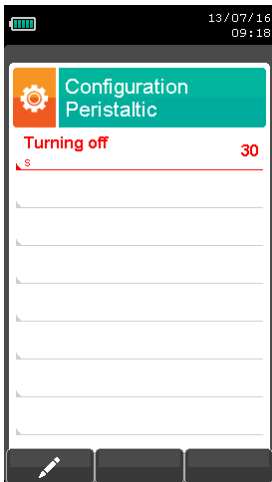 13/07/16
09:18
Configuration
Peristaltic
Turning off
30
s